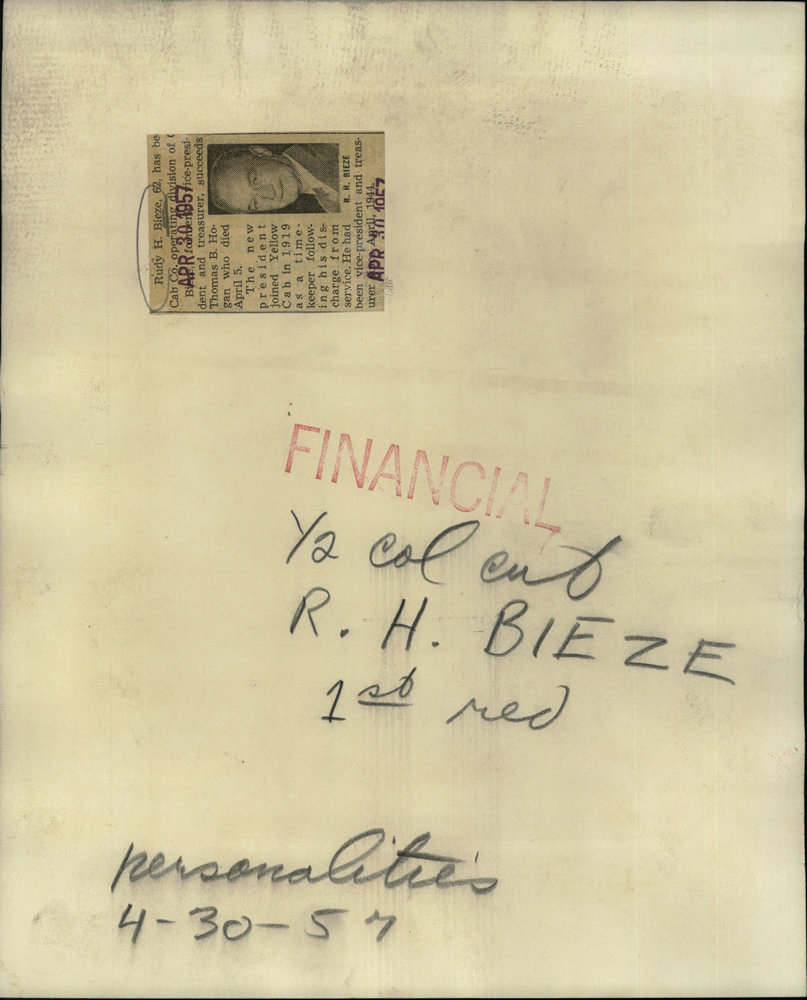 Rudy H. Bieze, 62, has be
Cab Co. operating division of
former vice-presi-
dent and treasurer, succeeds
Thomas B. Ho-
gan who died
April 5.
The new
president
joined Yellow
Cab in 1919
as a time-
keeper follow-
ing his dis-
charge from
service. He had
been vice-president and treas-
urer April, 1944.
R. H. BIEZE
APR 30 1957
APR 30 1957
FINANCIAL
1/2 col cut
R. H. BIEZE
1st red
personalities
4-30-57